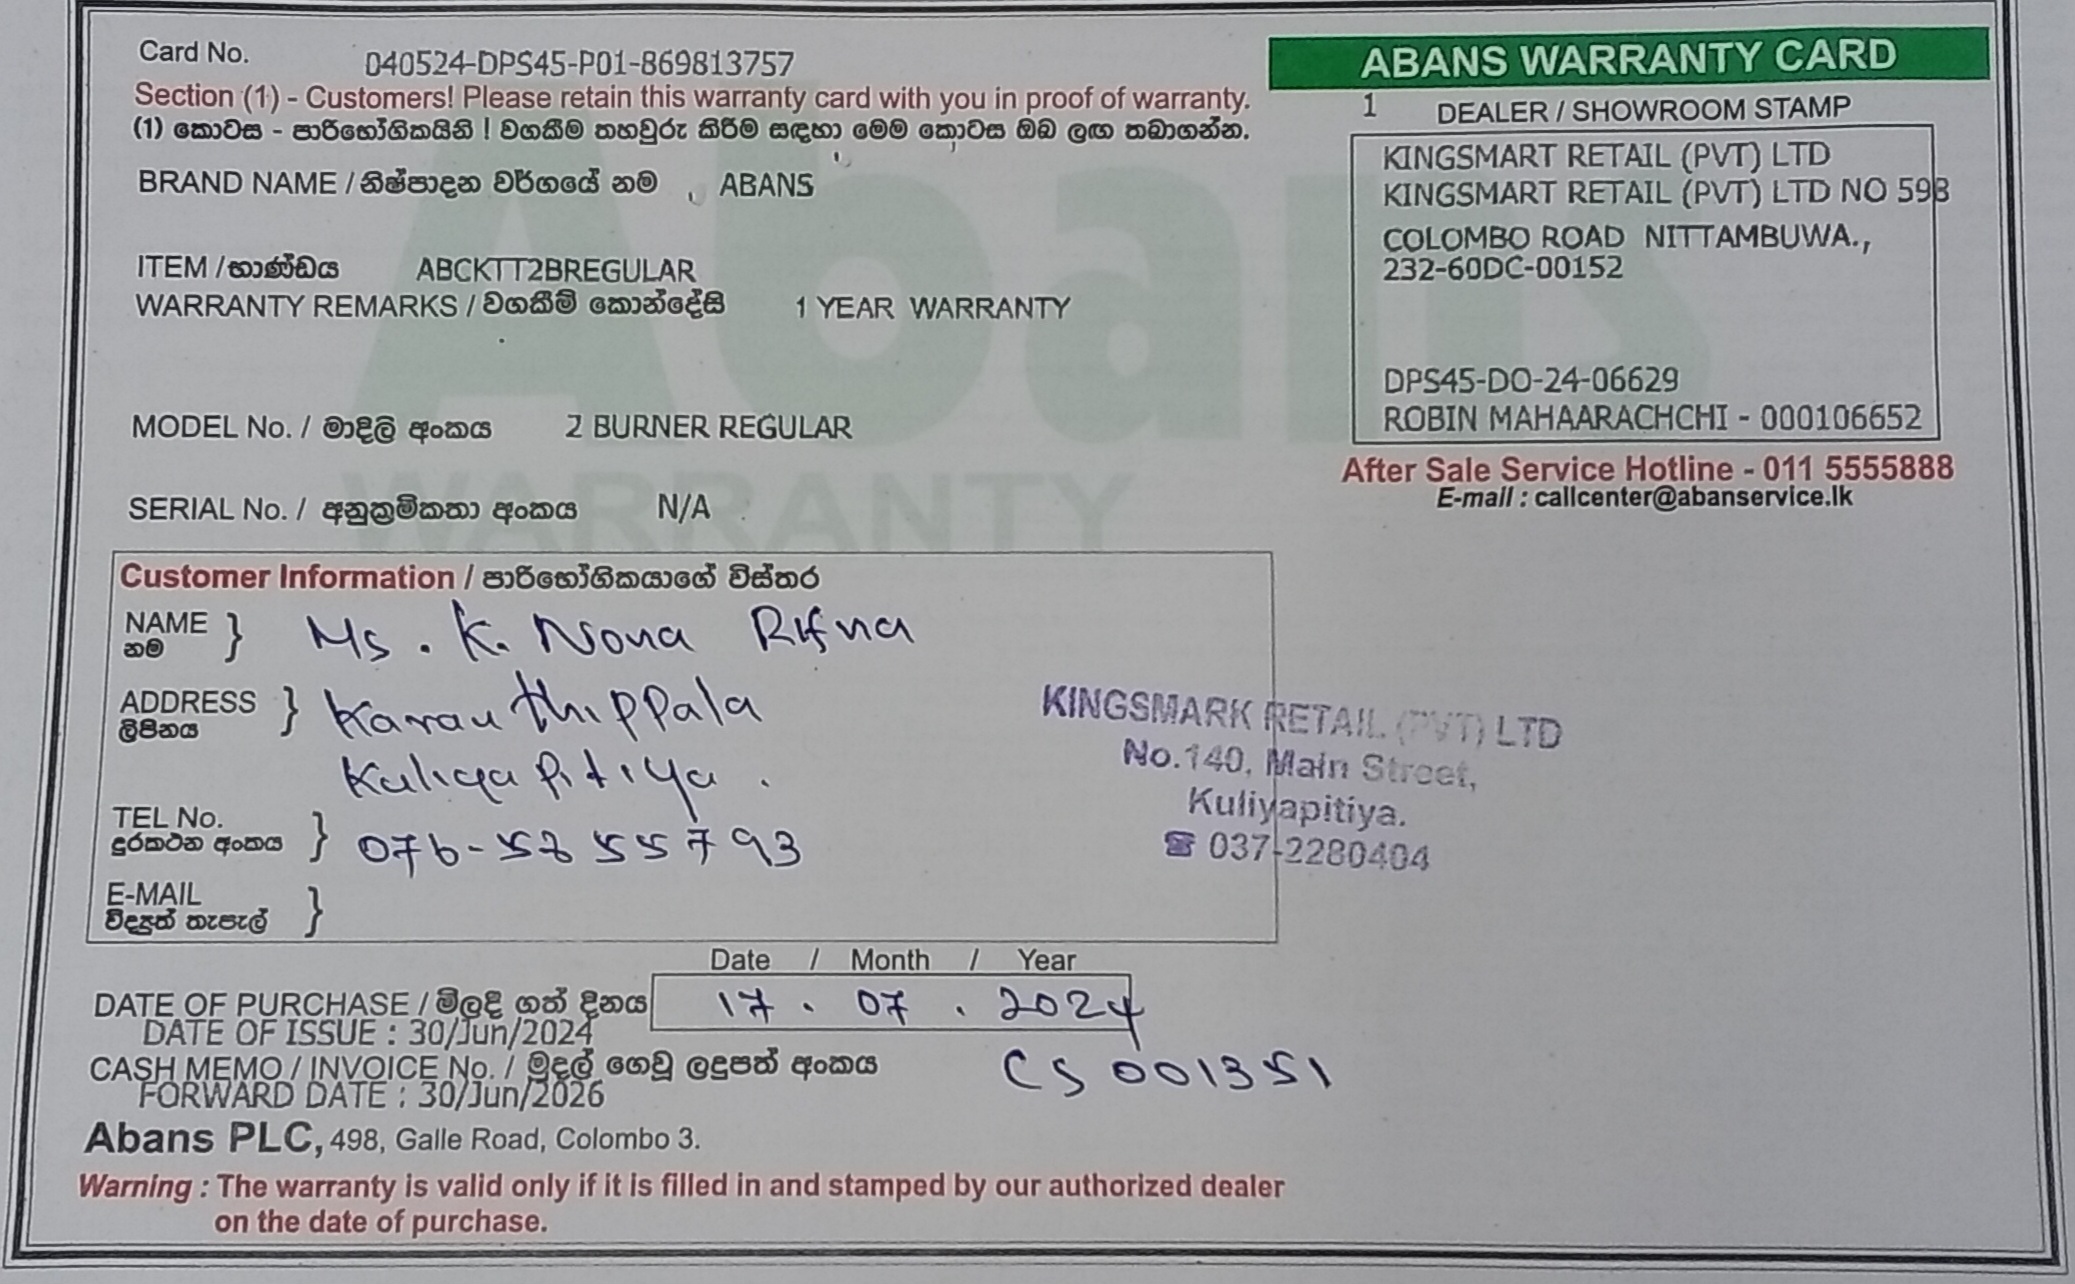 Card No. 040524-DPS45-P01-869813757
Section (1) - Customers! Please retain this warranty card with you in proof of warranty.
(1) කොටස - පාරිභෝගිකයිනි ! වගකීම තහවුරු කිරීම සඳහා මෙම කොටස ඔබ ලඟ තබාගන්න.
BRAND NAME / නිෂ්පාදන වර්ගයේ නම ABANS
ITEM / භාණ්ඩය ABCKTT2BREGULAR
WARRANTY REMARKS / වගකීම් කොන්දේසි 1 YEAR WARRANTY
MODEL No. / මාදිලි අංකය 2 BURNER REGULAR
SERIAL No. / අනුක්‍රමිකතා අංකය N/A
Abans
WARRANTY
ABANS WARRANTY CARD
1 DEALER / SHOWROOM STAMP
KINGSMART RETAIL (PVT) LTD
KINGSMART RETAIL (PVT) LTD NO 59B
COLOMBO ROAD NITTAMBUWA.,
232-60DC-00152
DPS45-DO-24-06629
ROBIN MAHAARACHCHI - 000106652
After Sale Service Hotline - 011 5555888
E-mail : callcenter@abanservice.lk
Customer Information / පාරිභෝගිකයාගේ විස්තර
NAME } Ms. K. Nona Rifna
නම
ADDRESS } Karauthippala
ලිපිනය
Kuliyapitiya.
TEL No. } 076-5855793
දුරකථන අංකය
E-MAIL }
විද්‍යුත් තැපැල්
KINGSMARK RETAIL (PVT) LTD
No.140, Main Street,
Kuliyapitiya.
☎ 037-2280404
Date / Month / Year
DATE OF PURCHASE / මිලදී ගත් දිනය 17 . 07 . 2024
DATE OF ISSUE : 30/Jun/2024
CASH MEMO / INVOICE No. / මුදල් ගෙවූ ලදුපත් අංකය CS 001351
FORWARD DATE : 30/Jun/2026
Abans PLC, 498, Galle Road, Colombo 3.
Warning : The warranty is valid only if it is filled in and stamped by our authorized dealer
on the date of purchase.